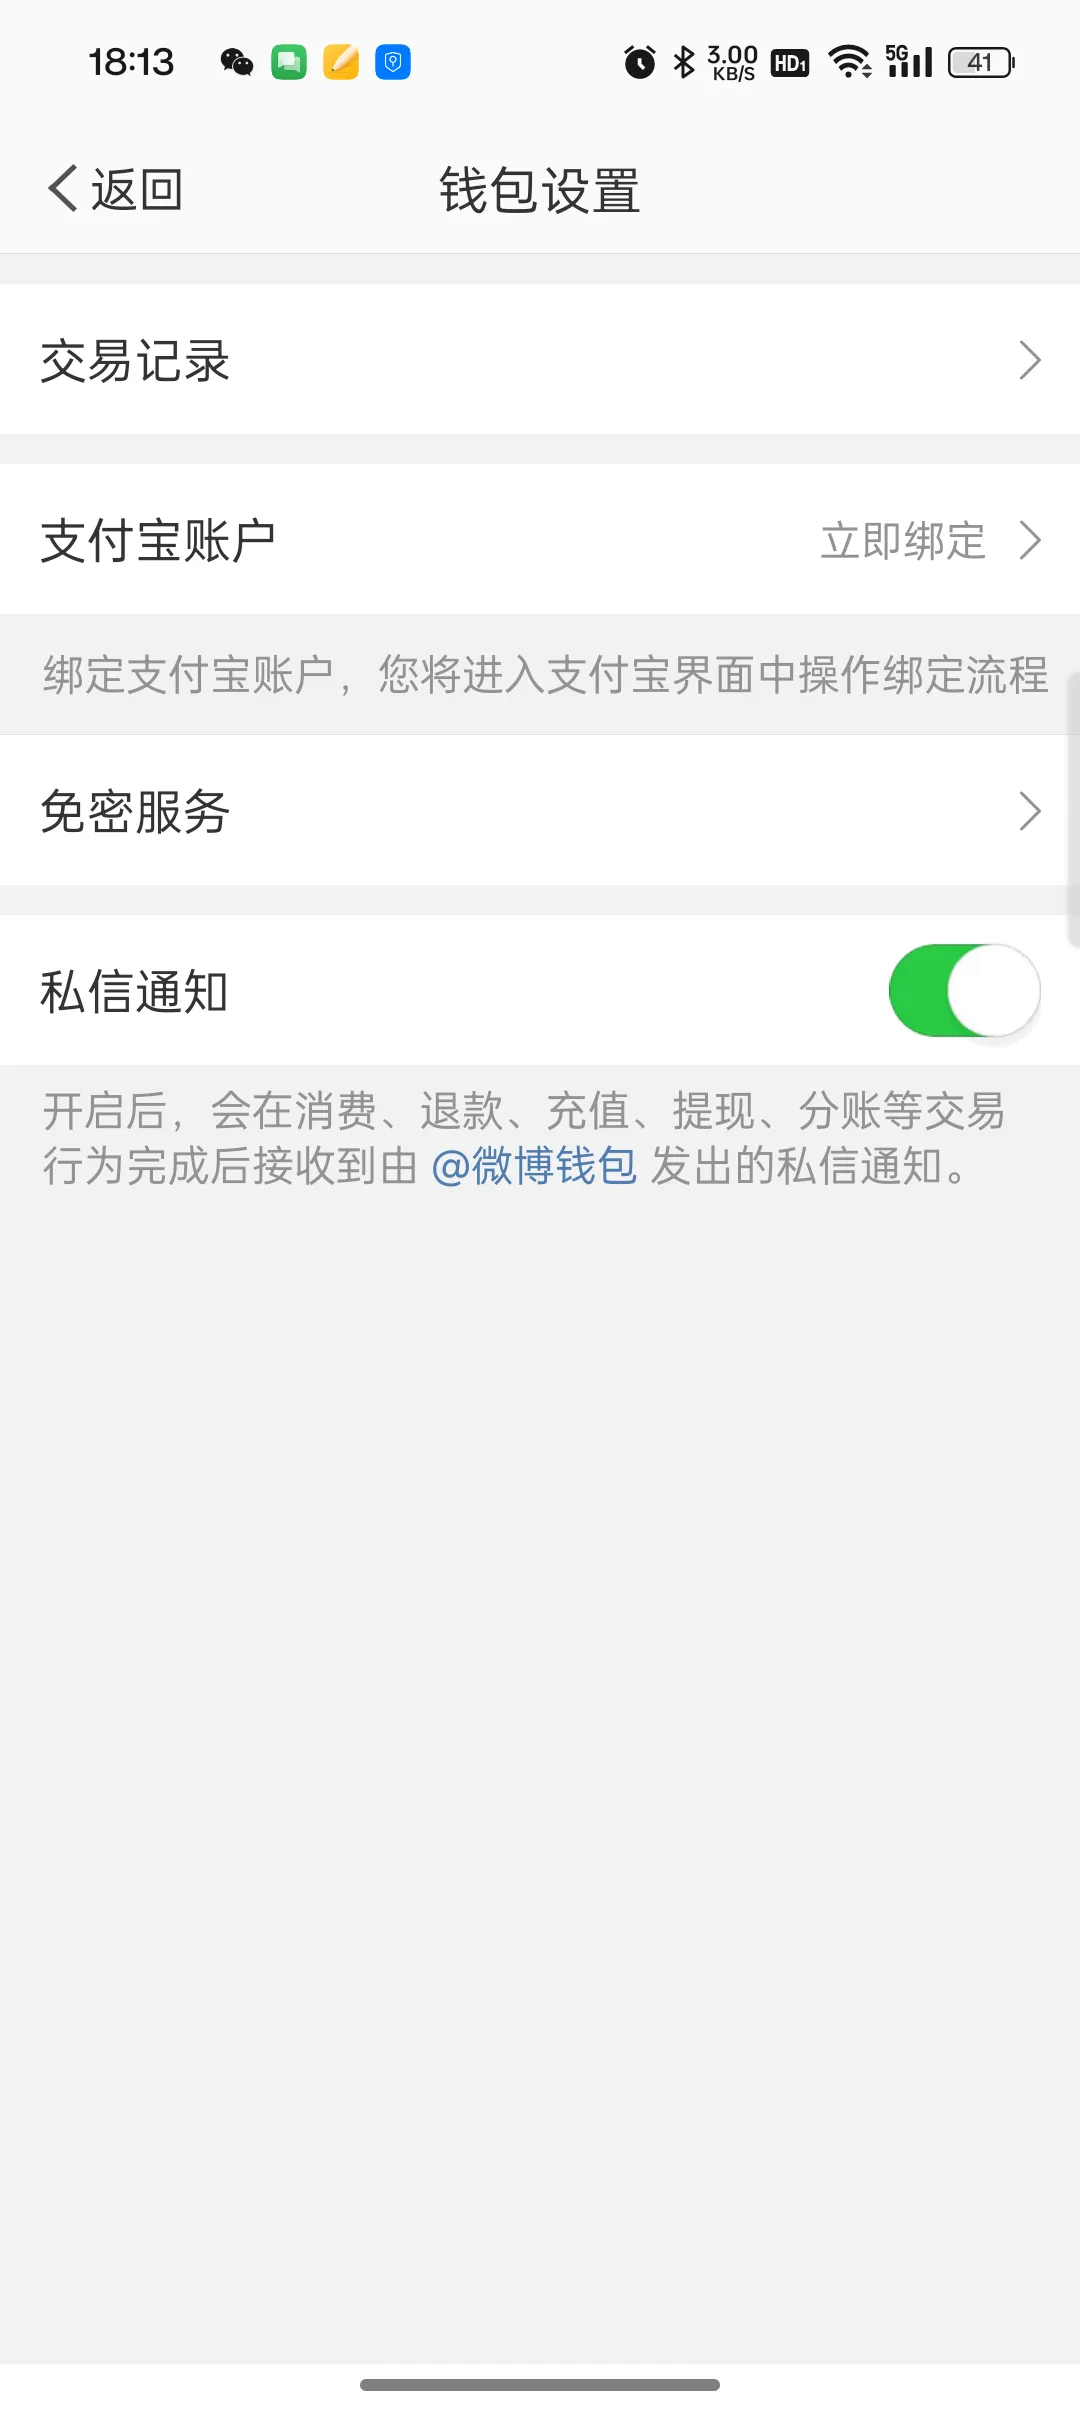 18:13
3.00
KB/S
HD1
5G
41
返回
钱包设置
交易记录
支付宝账户
立即绑定
绑定支付宝账户，您将进入支付宝界面中操作绑定流程
免密服务
私信通知
开启后，会在消费、退款、充值、提现、分账等交易
行为完成后接收到由 @微博钱包 发出的私信通知。